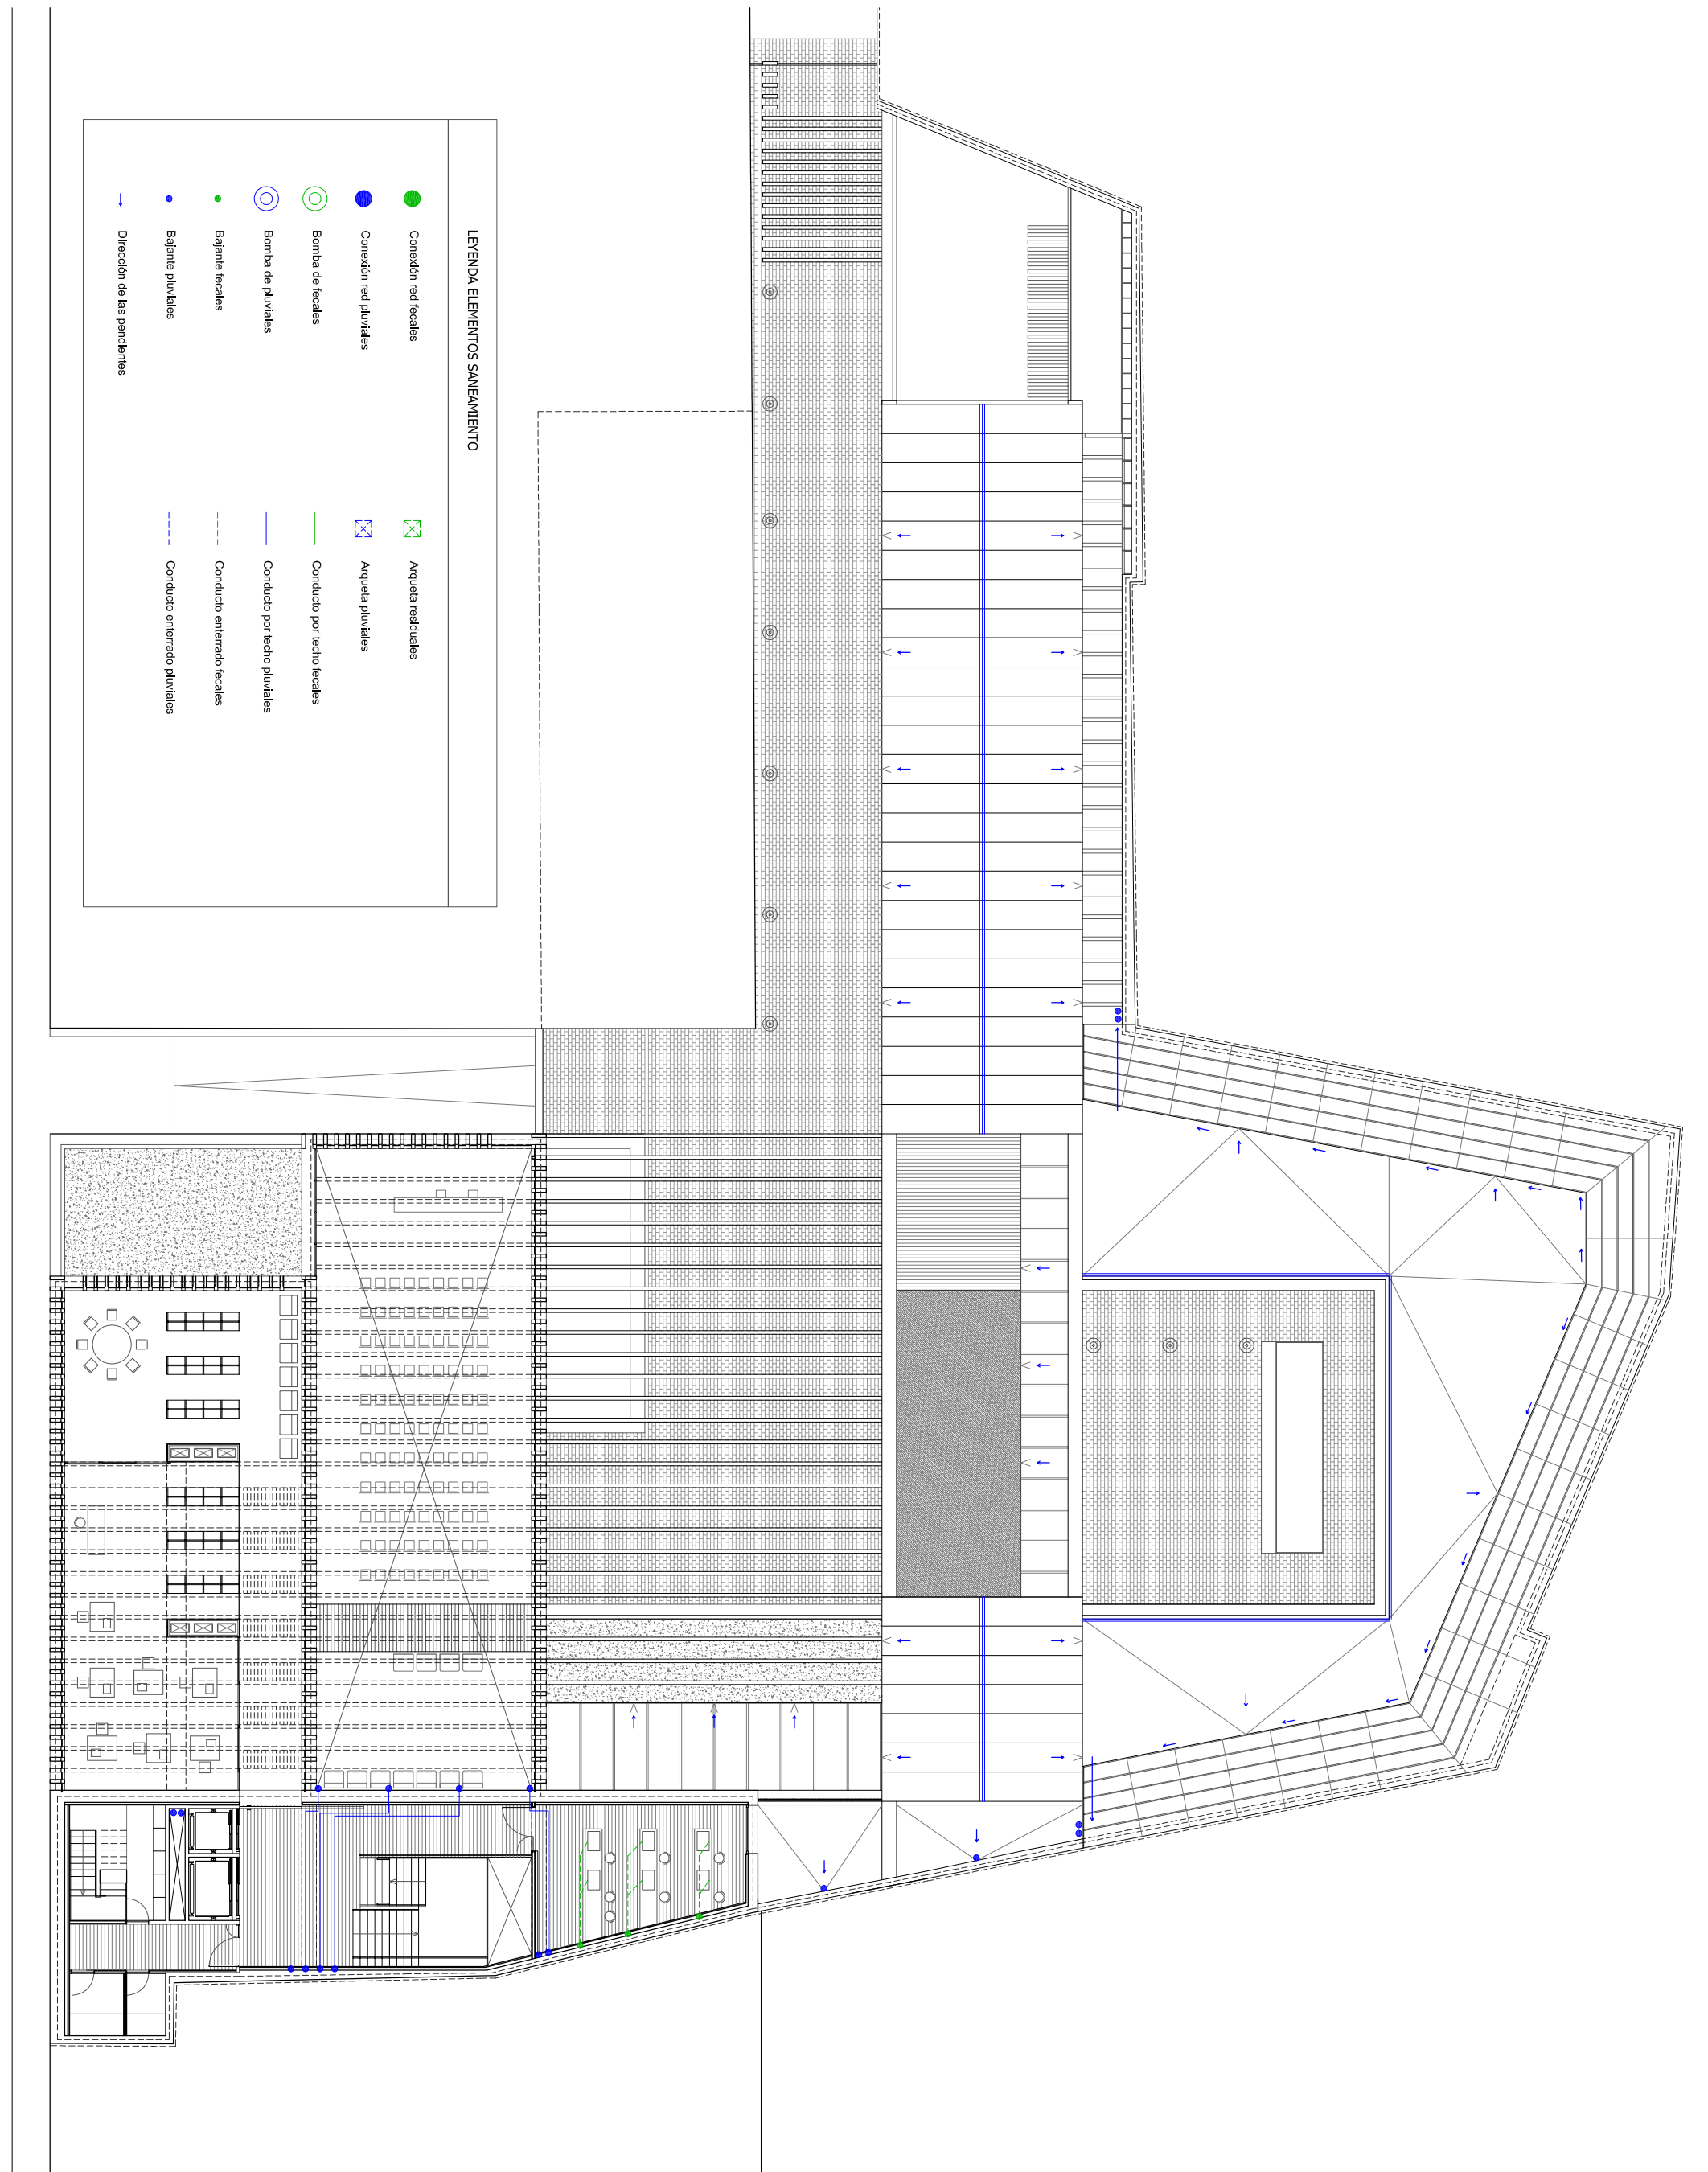 LEYENDA ELEMENTOS SANEAMIENTO
Conexión red fecales
Conexión red pluviales
Bomba de fecales
Bomba de pluviales
Bajante fecales
Bajante pluviales
Dirección de las pendientes
Arqueta residuales
Arqueta pluviales
Conducto por techo fecales
Conducto por techo pluviales
Conducto enterrado fecales
Conducto enterrado pluviales